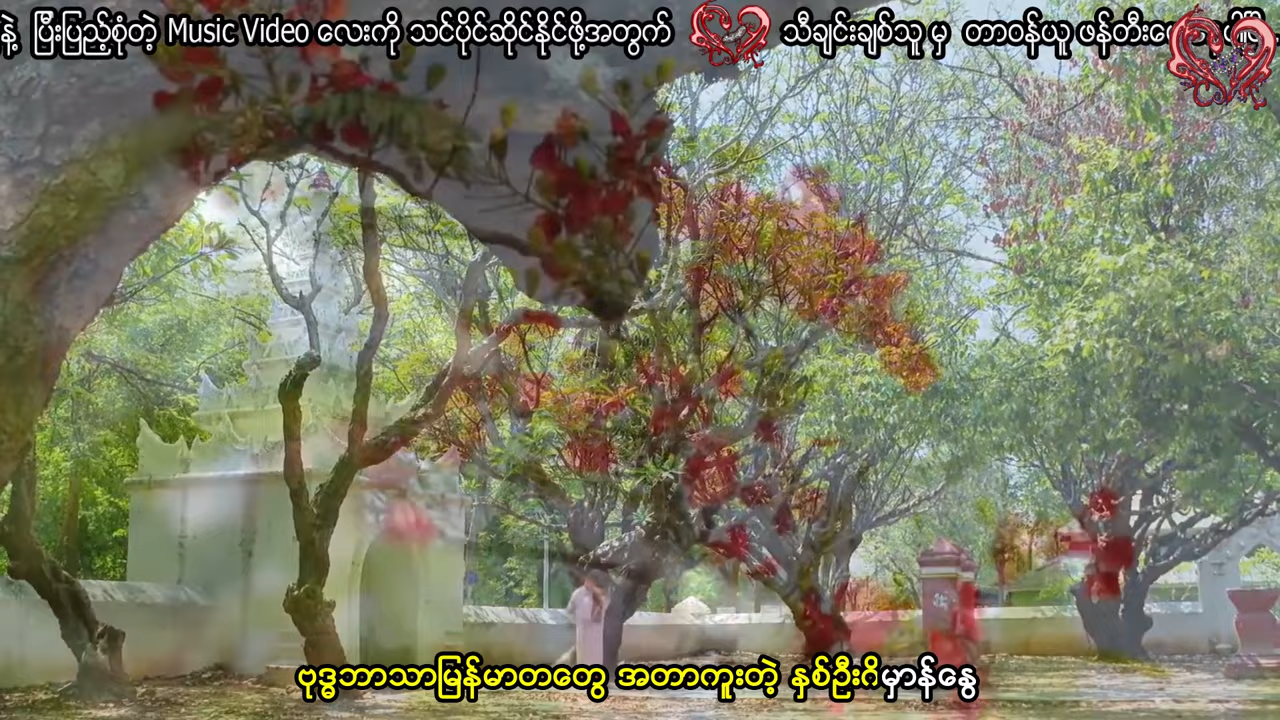 နဲ့ ပြီးပြည့်စုံတဲ့ Music Video လေးကို သင်ပိုင်ဆိုင်နိုင်ဖို့အတွက် သီချင်းချစ်သူ မှ တာဝန်ယူ ဖန်တီး
ဗုဒ္ဓဘာသာမြန်မာတတွေ အတာကူးတဲ့ နှစ်ဦးဂိမှာန်နွေ